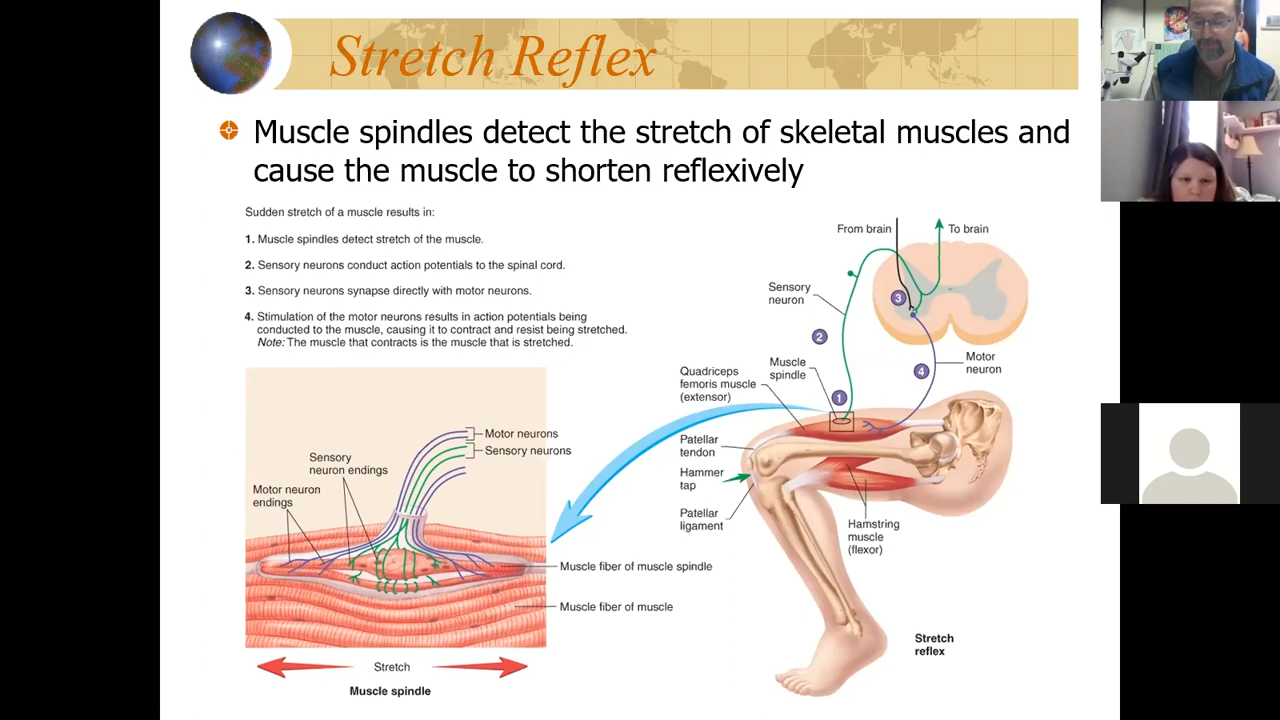 Stretch Reflex
Muscle spindles detect the stretch of skeletal muscles and
cause the muscle to shorten reflexively
Sudden stretch of a muscle results in:
1. Muscle spindles detect stretch of the muscle.
2. Sensory neurons conduct action potentials to the spinal cord.
3. Sensory neurons synapse directly with motor neurons.
4. Stimulation of the motor neurons results in action potentials being
conducted to the muscle, causing it to contract and resist being stretched.
Note: The muscle that contracts is the muscle that is stretched.
Motor neurons
Sensory neurons
Sensory
neuron endings
Motor neuron
endings
Muscle fiber of muscle spindle
Muscle fiber of muscle
Stretch
Muscle spindle
From brain
To brain
Sensory
neuron
3
2
Muscle
spindle
Motor
neuron
4
1
Quadriceps
femoris muscle
(extensor)
Patellar
tendon
Hammer
tap
Patellar
ligament
Hamstring
muscle
(flexor)
Stretch
reflex